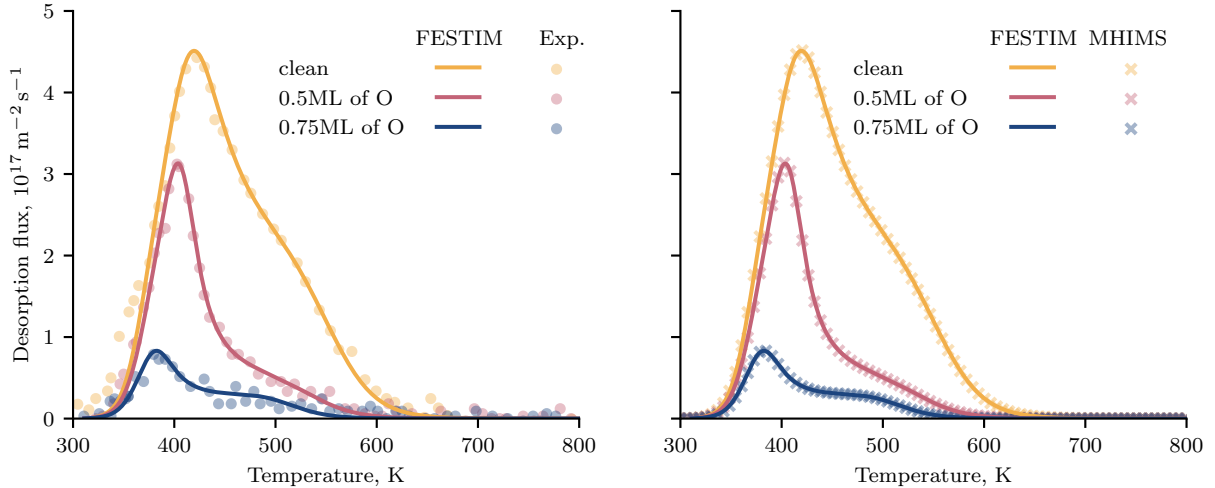 5
4
3
2
1
0
Desorption flux, 10¹⁷ m⁻² s⁻¹
FESTIM Exp.
clean
0.5ML of O
0.75ML of O
300 400 500 600 700 800
Temperature, K
FESTIM MHIMS
clean
0.5ML of O
0.75ML of O
300 400 500 600 700 800
Temperature, K